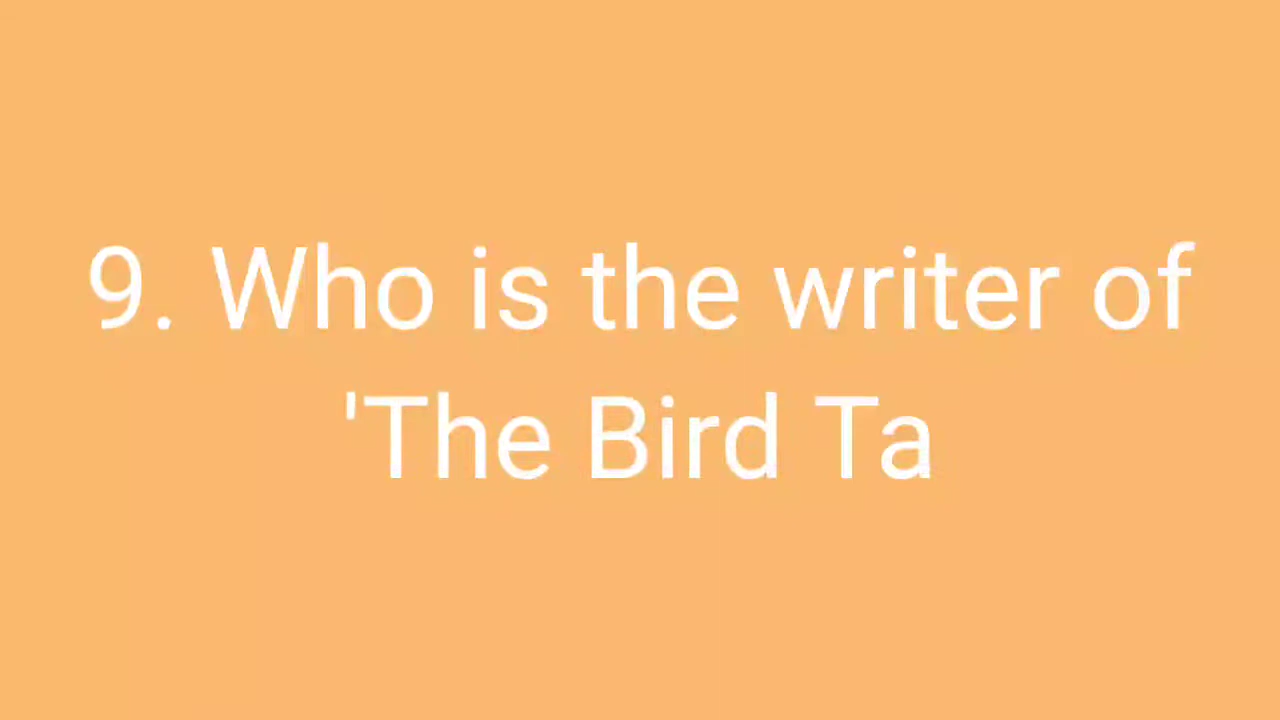 9. Who is the writer of
'The Bird Ta